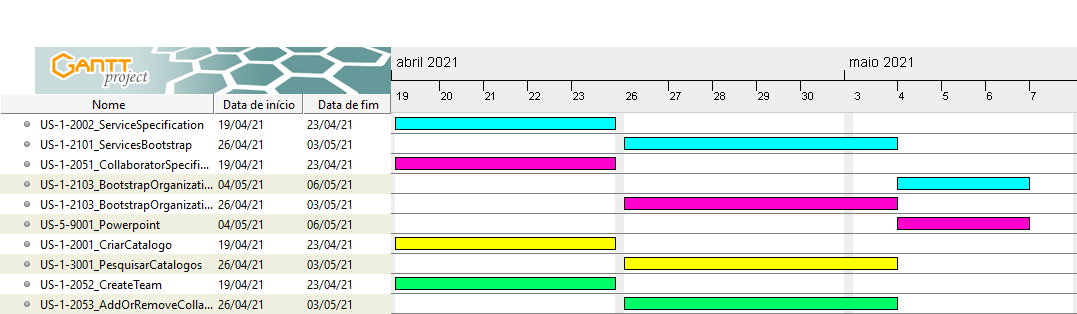 GANTT project
abril 2021 maio 2021
19 20 21 22 23 26 27 28 29 30 3 4 5 6 7
Nome Data de início Data de fim
US-1-2002_ServiceSpecification 19/04/21 23/04/21
US-1-2101_ServicesBootstrap 26/04/21 03/05/21
US-1-2051_CollaboratorSpecifi... 19/04/21 23/04/21
US-1-2103_BootstrapOrganizati... 04/05/21 06/05/21
US-1-2103_BootstrapOrganizati... 26/04/21 03/05/21
US-5-9001_Powerpoint 04/05/21 06/05/21
US-1-2001_CriarCatalogo 19/04/21 23/04/21
US-1-3001_PesquisarCatalogos 26/04/21 03/05/21
US-1-2052_CreateTeam 19/04/21 23/04/21
US-1-2053_AddOrRemoveColla... 26/04/21 03/05/21